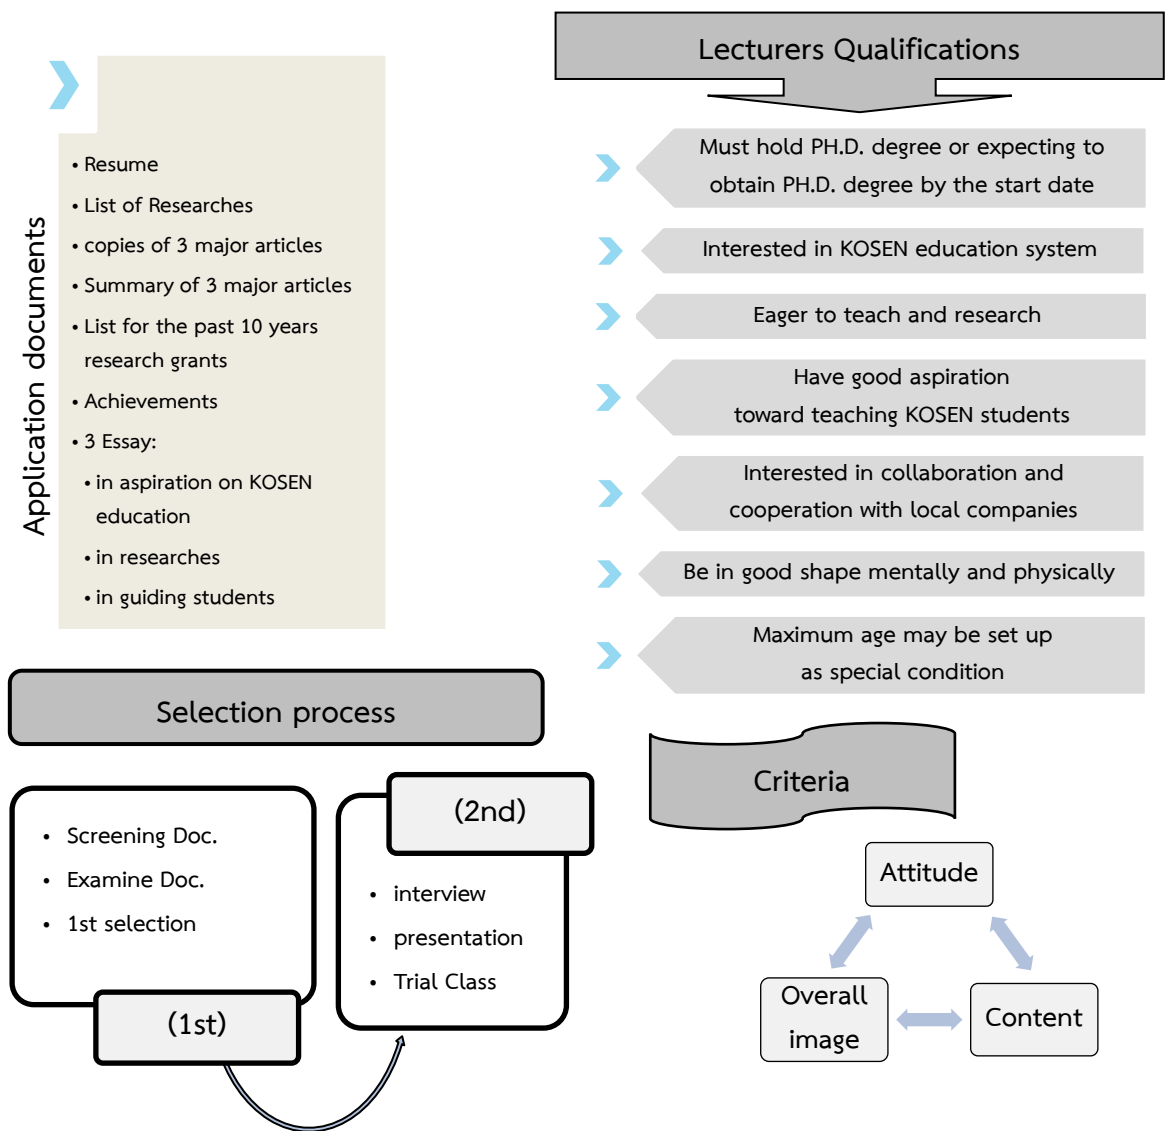 Application documents
• Resume
• List of Researches
• copies of 3 major articles
• Summary of 3 major articles
• List for the past 10 years
research grants
• Achievements
• 3 Essay:
• in aspiration on KOSEN
education
• in researches
• in guiding students
Lecturers Qualifications
Must hold PH.D. degree or expecting to
obtain PH.D. degree by the start date
Interested in KOSEN education system
Eager to teach and research
Have good aspiration
toward teaching KOSEN students
Interested in collaboration and
cooperation with local companies
Be in good shape mentally and physically
Maximum age may be set up
as special condition
Selection process
• Screening Doc.
• Examine Doc.
• 1st selection
(1st)
(2nd)
• interview
• presentation
• Trial Class
Criteria
Attitude
Overall
image
Content